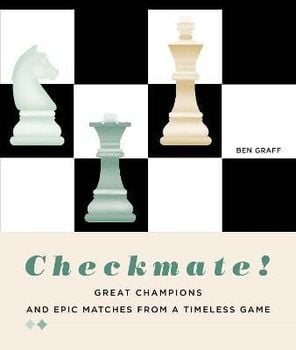 BEN GRAFF
Checkmate!
GREAT CHAMPIONS
AND EPIC MATCHES FROM A TIMELESS GAME